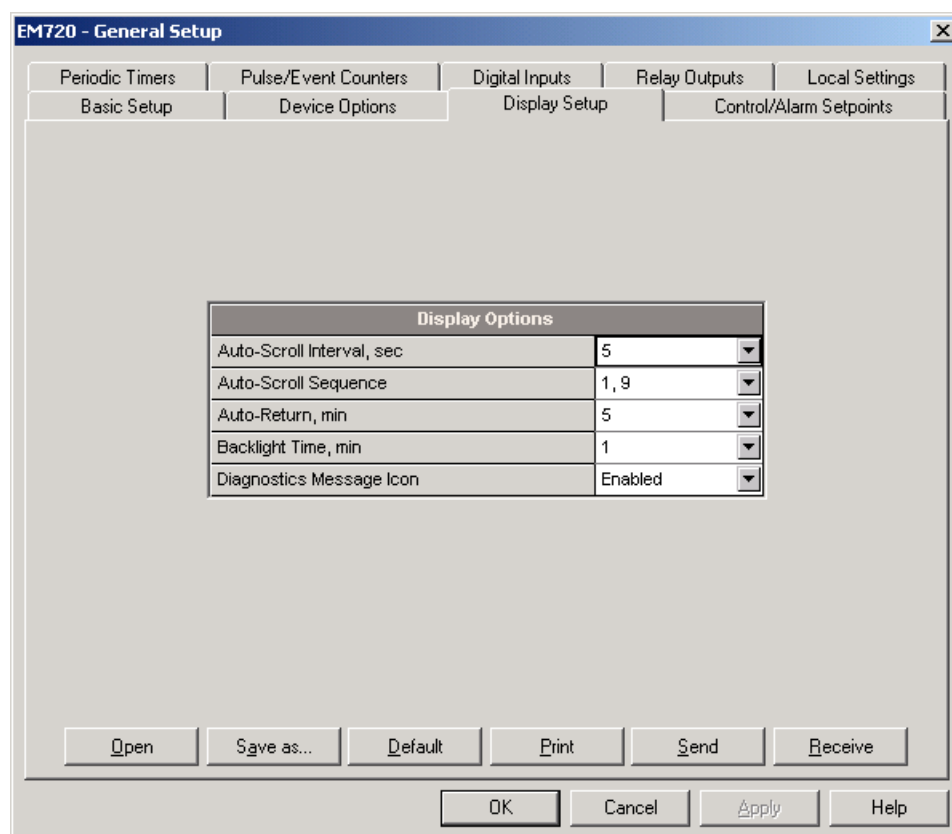 EM720 - General Setup
Periodic Timers Pulse/Event Counters Digital Inputs Relay Outputs Local Settings
Basic Setup Device Options Display Setup Control/Alarm Setpoints
Display Options
Auto-Scroll Interval, sec 5
Auto-Scroll Sequence 1, 9
Auto-Return, min 5
Backlight Time, min 1
Diagnostics Message Icon Enabled
Open Save as... Default Print Send Receive
OK Cancel Apply Help